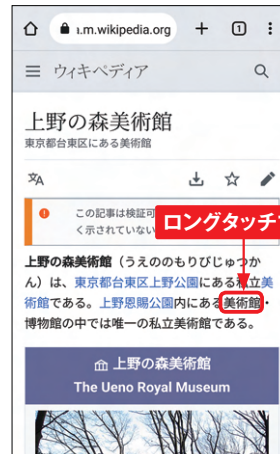 1.m.wikipedia.org + 1
ウィキペディア
上野の森美術館
東京都台東区にある美術館
文A
この記事は検証可
く示されていない
ロングタッチ
上野の森美術館（うえののもりびじゅつか
ん）は、東京都台東区上野公園にある私立美
術館である。上野恩賜公園内にある美術館・
博物館の中では唯一の私立美術館である。
上野の森美術館
The Ueno Royal Museum